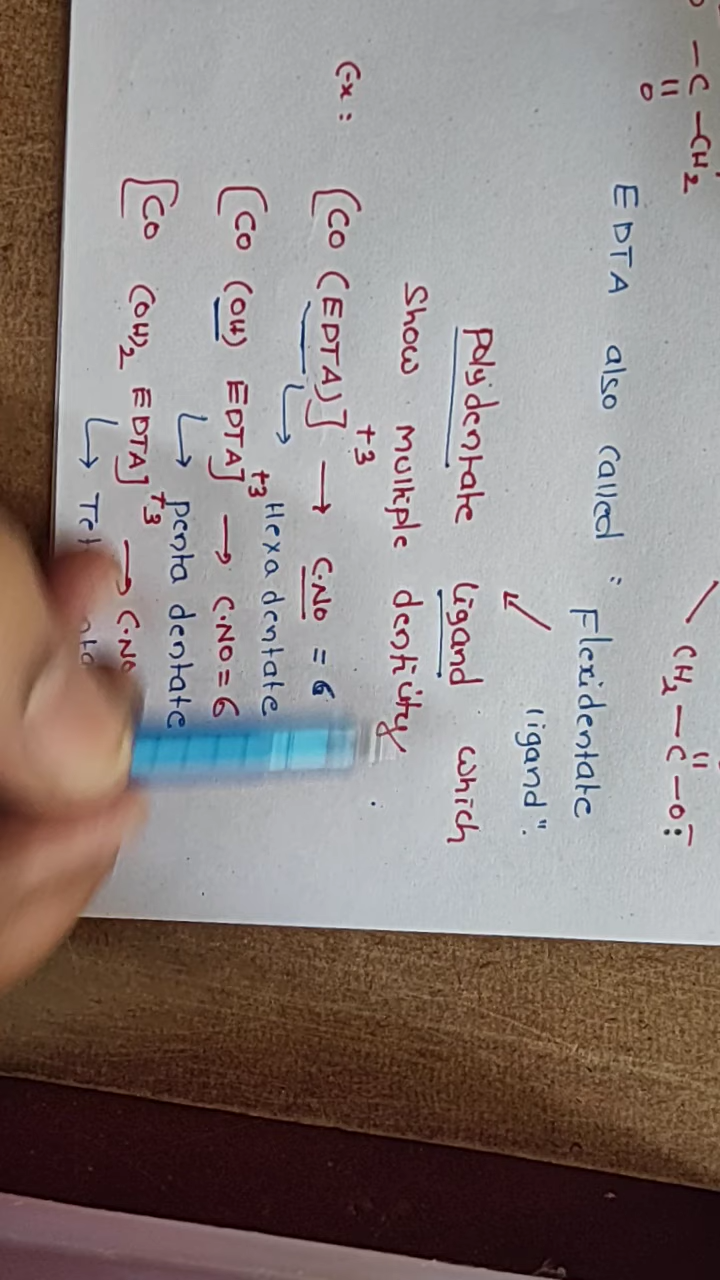 - C - CH2
||
O
CH2 - C - O⁻:
||
EDTA also called : Flexidentate
ligand".
↙
polydentate ligand which
show multiple denticity
Ex : [CO (EDTA)]+3 → C.NO = 6
↳ Hexa dentate
[CO (OH) EDTA]+3 → C.NO = 6
↳ penta dentate
[CO (OH)2 EDTA]+3 → C.NO
↳